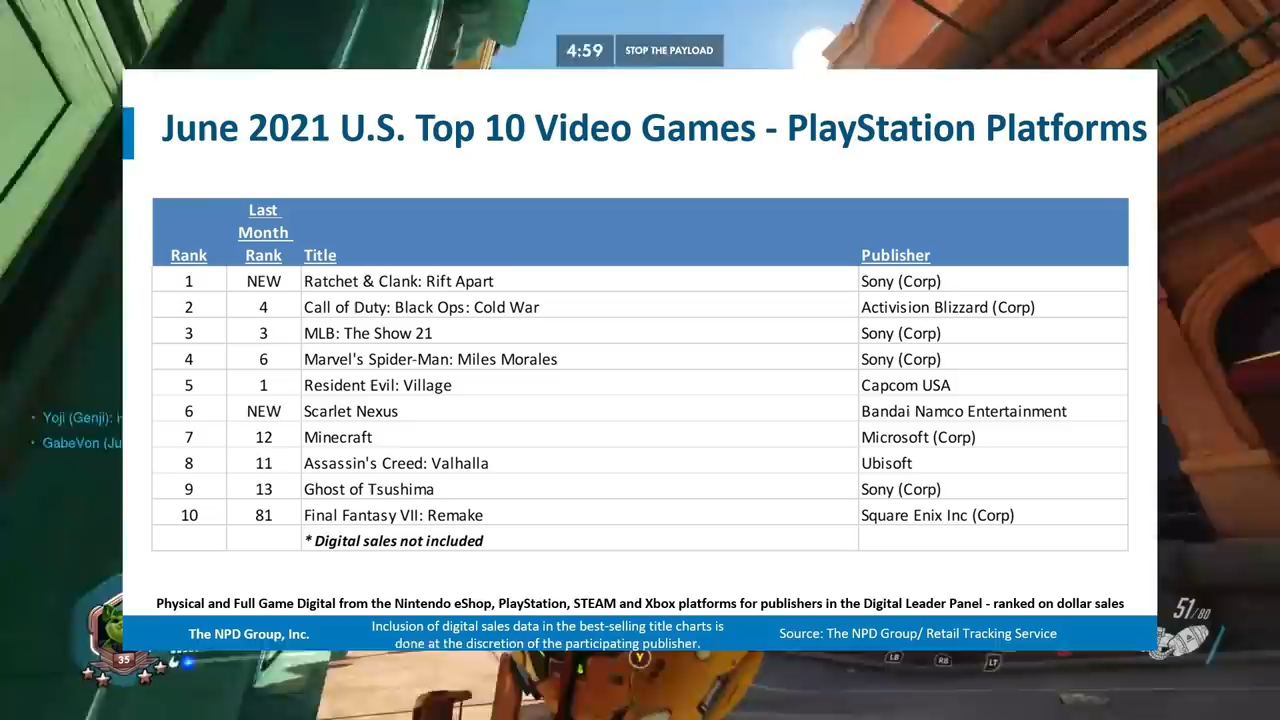 4:59 STOP THE PAYLOAD
June 2021 U.S. Top 10 Video Games - PlayStation Platforms
Rank Last Month Rank Title Publisher
1 NEW Ratchet & Clank: Rift Apart Sony (Corp)
2 4 Call of Duty: Black Ops: Cold War Activision Blizzard (Corp)
3 3 MLB: The Show 21 Sony (Corp)
4 6 Marvel's Spider-Man: Miles Morales Sony (Corp)
5 1 Resident Evil: Village Capcom USA
6 NEW Scarlet Nexus Bandai Namco Entertainment
7 12 Minecraft Microsoft (Corp)
8 11 Assassin's Creed: Valhalla Ubisoft
9 13 Ghost of Tsushima Sony (Corp)
10 81 Final Fantasy VII: Remake Square Enix Inc (Corp)
* Digital sales not included
Yoji (Genji):
GabeVon (Ju
Physical and Full Game Digital from the Nintendo eShop, PlayStation, STEAM and Xbox platforms for publishers in the Digital Leader Panel - ranked on dollar sales
The NPD Group, Inc.
Inclusion of digital sales data in the best-selling title charts is
done at the discretion of the participating publisher.
Source: The NPD Group/ Retail Tracking Service
51/80
35
Y
LB RB LT